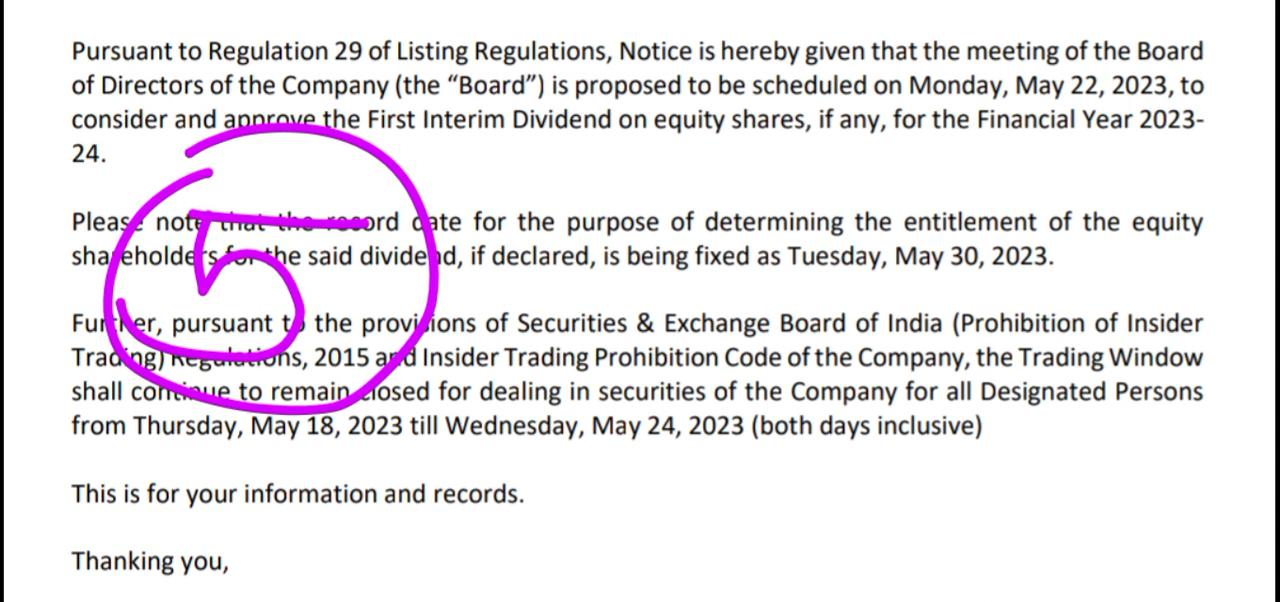 Pursuant to Regulation 29 of Listing Regulations, Notice is hereby given that the meeting of the Board
of Directors of the Company (the “Board”) is proposed to be scheduled on Monday, May 22, 2023, to
consider and approve the First Interim Dividend on equity shares, if any, for the Financial Year 2023-
24.
Please note that the record date for the purpose of determining the entitlement of the equity
shareholders for the said dividend, if declared, is being fixed as Tuesday, May 30, 2023.
5
Further, pursuant to the provisions of Securities & Exchange Board of India (Prohibition of Insider
Trading) Regulations, 2015 and Insider Trading Prohibition Code of the Company, the Trading Window
shall continue to remain closed for dealing in securities of the Company for all Designated Persons
from Thursday, May 18, 2023 till Wednesday, May 24, 2023 (both days inclusive)
This is for your information and records.
Thanking you,